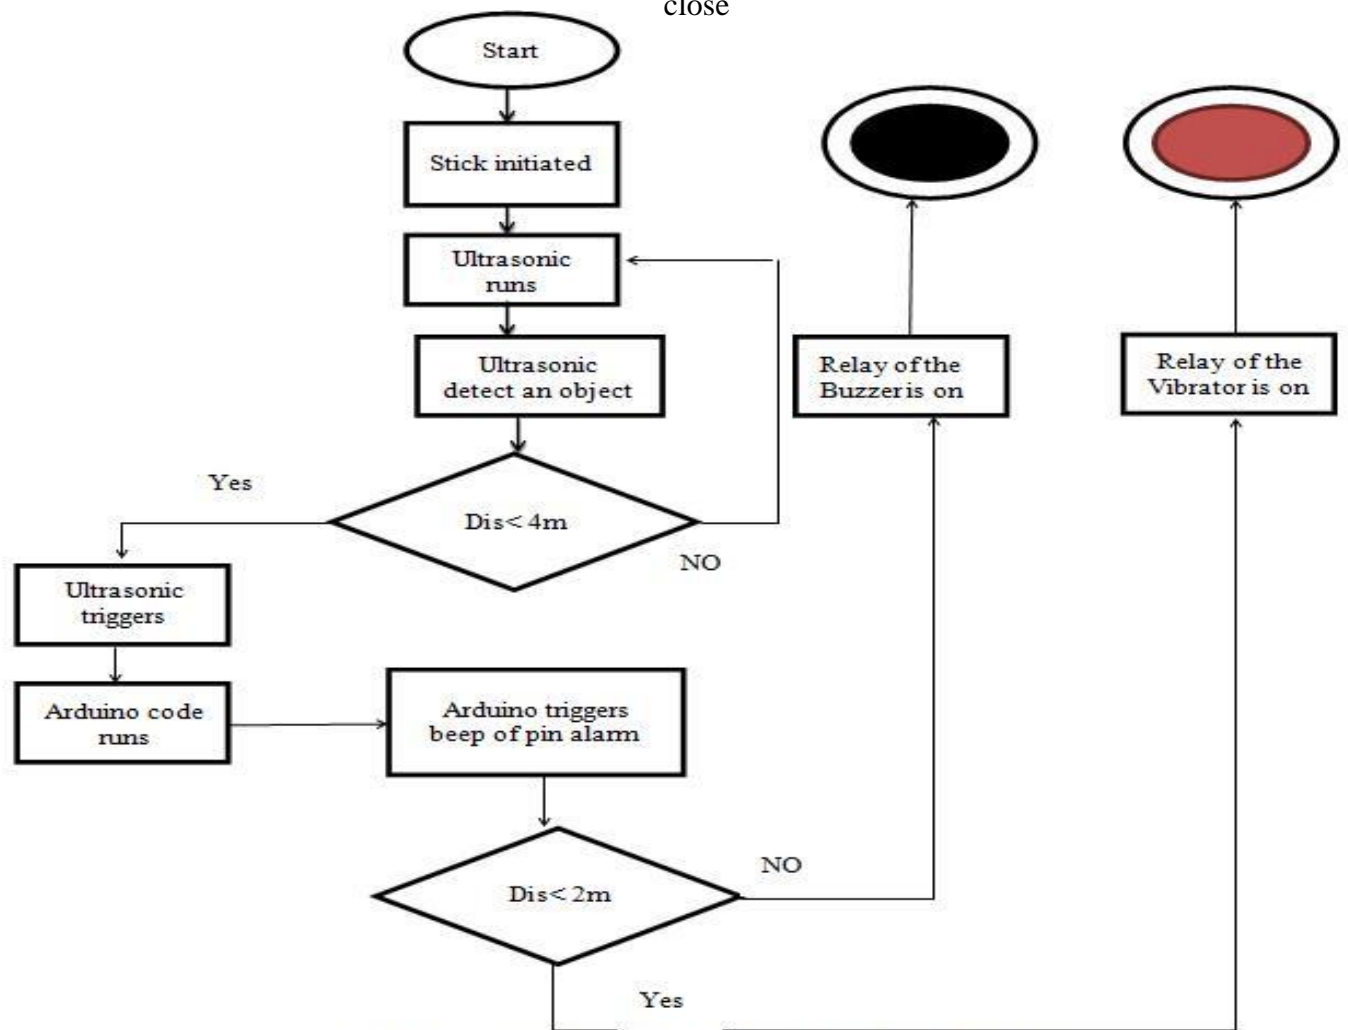 close
Start
Stick initiated
Ultrasonic
runs
Ultrasonic
detect an object
Relay of the
Buzzer is on
Relay of the
Vibrator is on
Yes
Dis< 4m
NO
Ultrasonic
triggers
Arduino code
runs
Arduino triggers
beep of pin alarm
NO
Dis< 2m
Yes